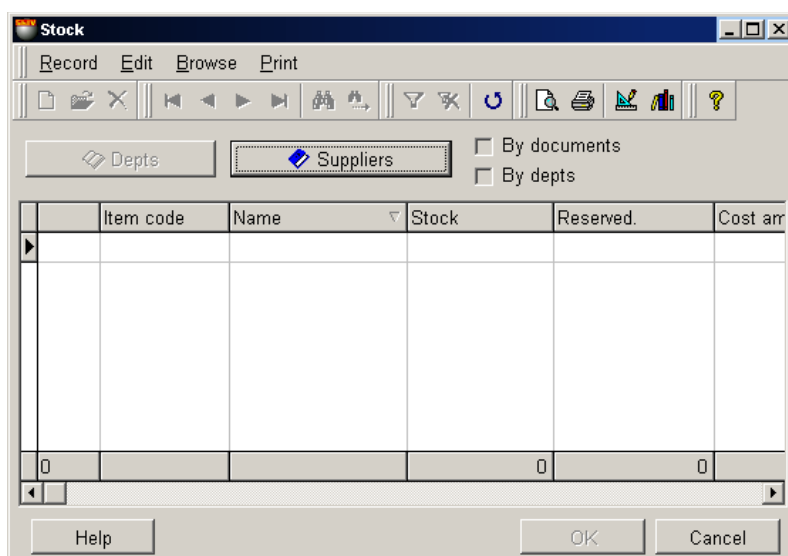 Stock
Record Edit Browse Print
Depts Suppliers By documents
By depts
Item code Name Stock Reserved. Cost am
0 0 0
Help OK Cancel